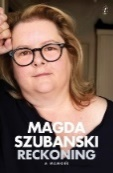 MAGDA
SZUBANSKI
RECKONING
A MEMOIR